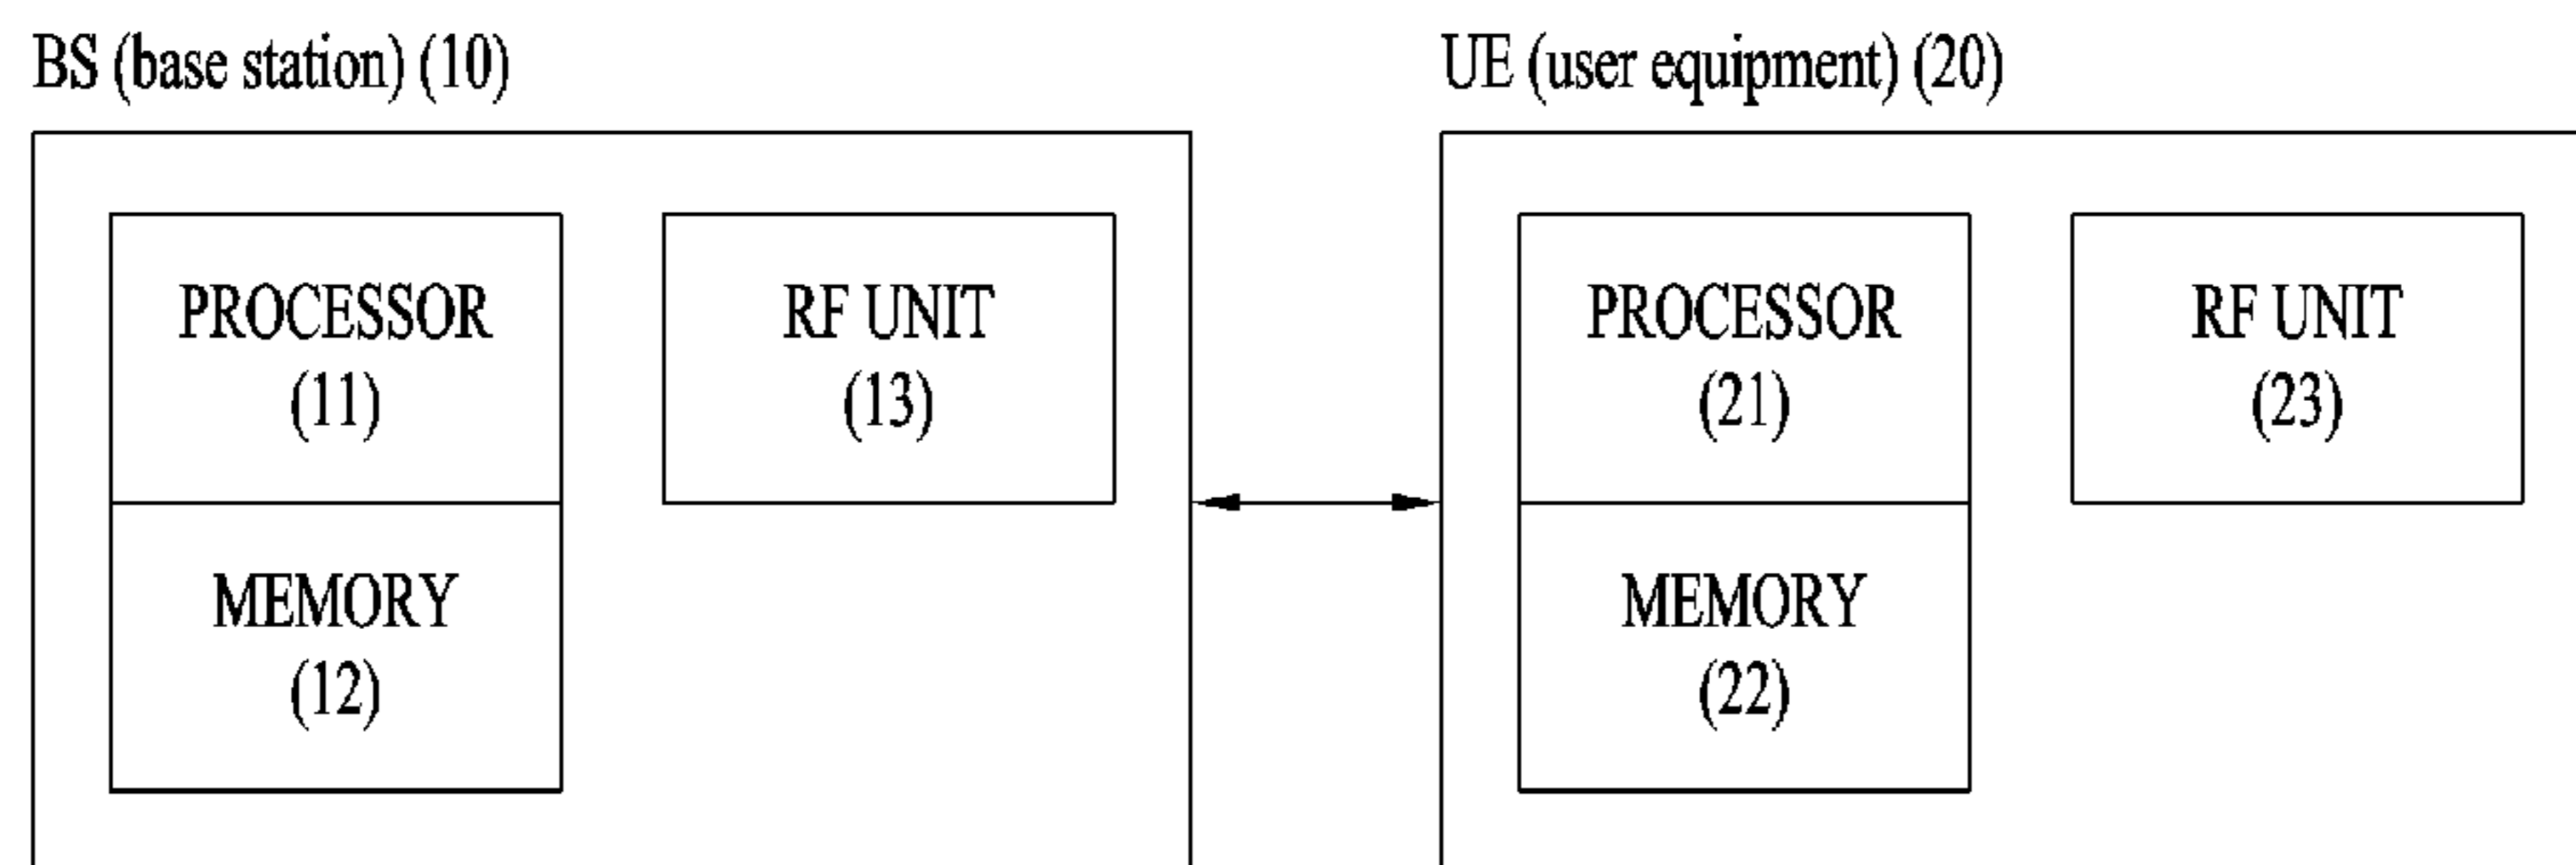 BS (base station) (10)
UE (user equipment) (20)
PROCESSOR
(11)
RF UNIT
(13)
MEMORY
(12)
PROCESSOR
(21)
RF UNIT
(23)
MEMORY
(22)